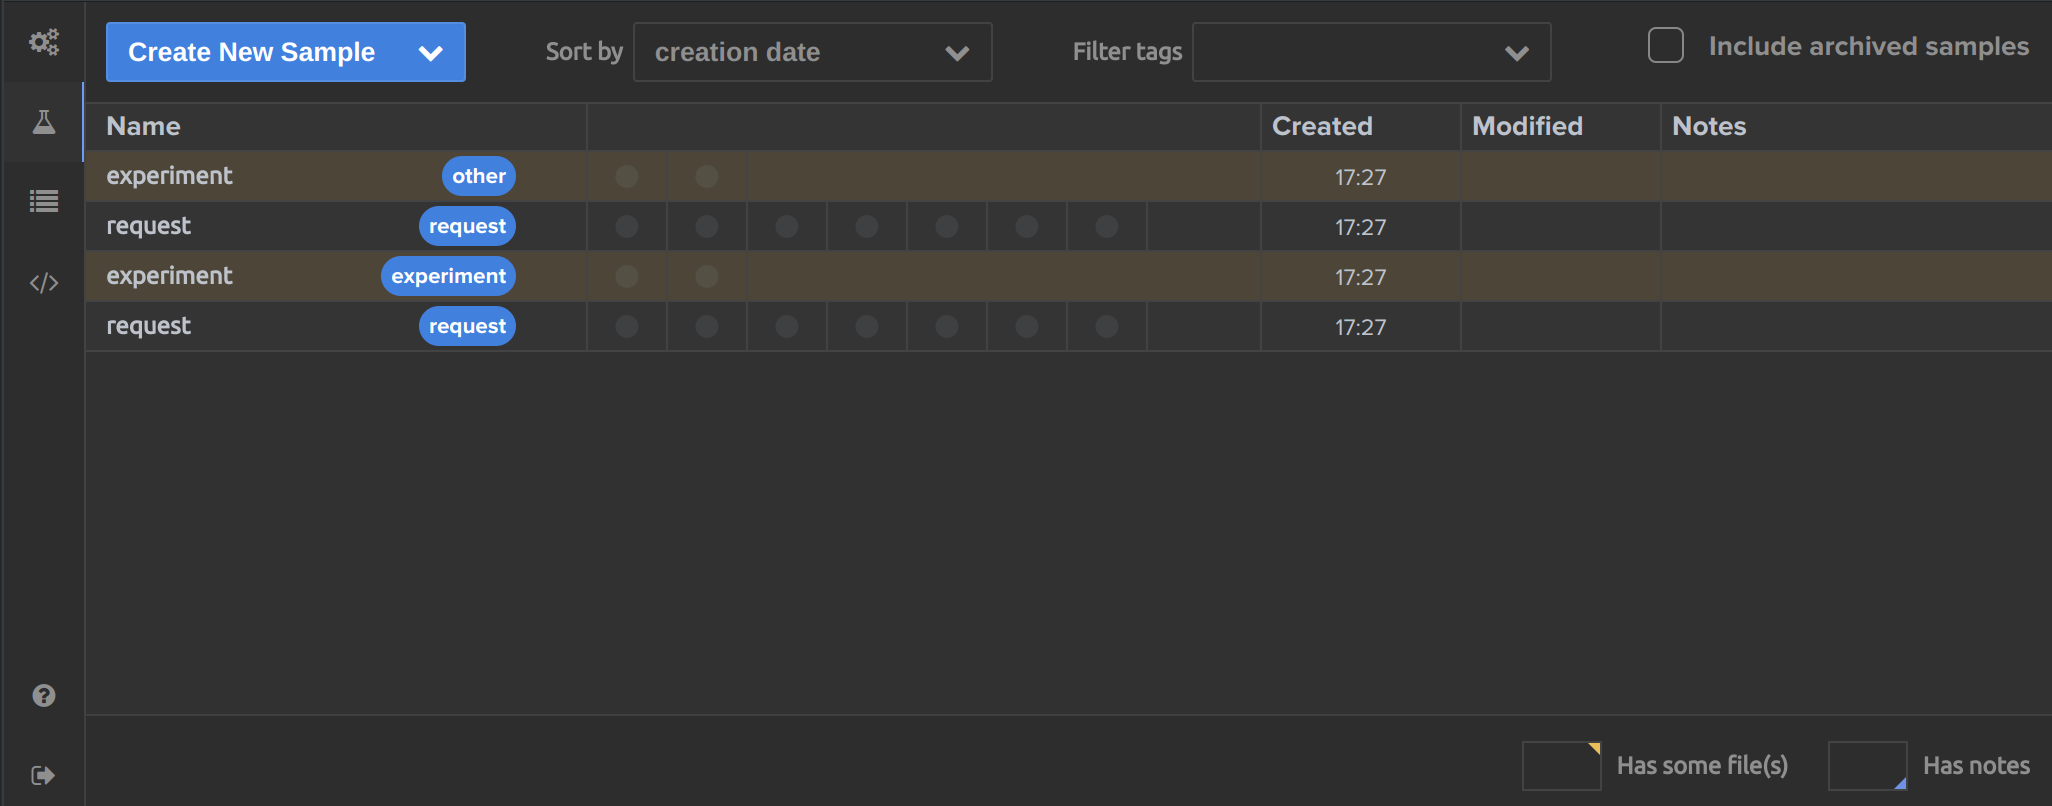 Create New Sample Sort by creation date Filter tags Include archived samples
Name Created Modified Notes
experiment other 17:27
request request 17:27
experiment experiment 17:27
request request 17:27
Has some file(s) Has notes